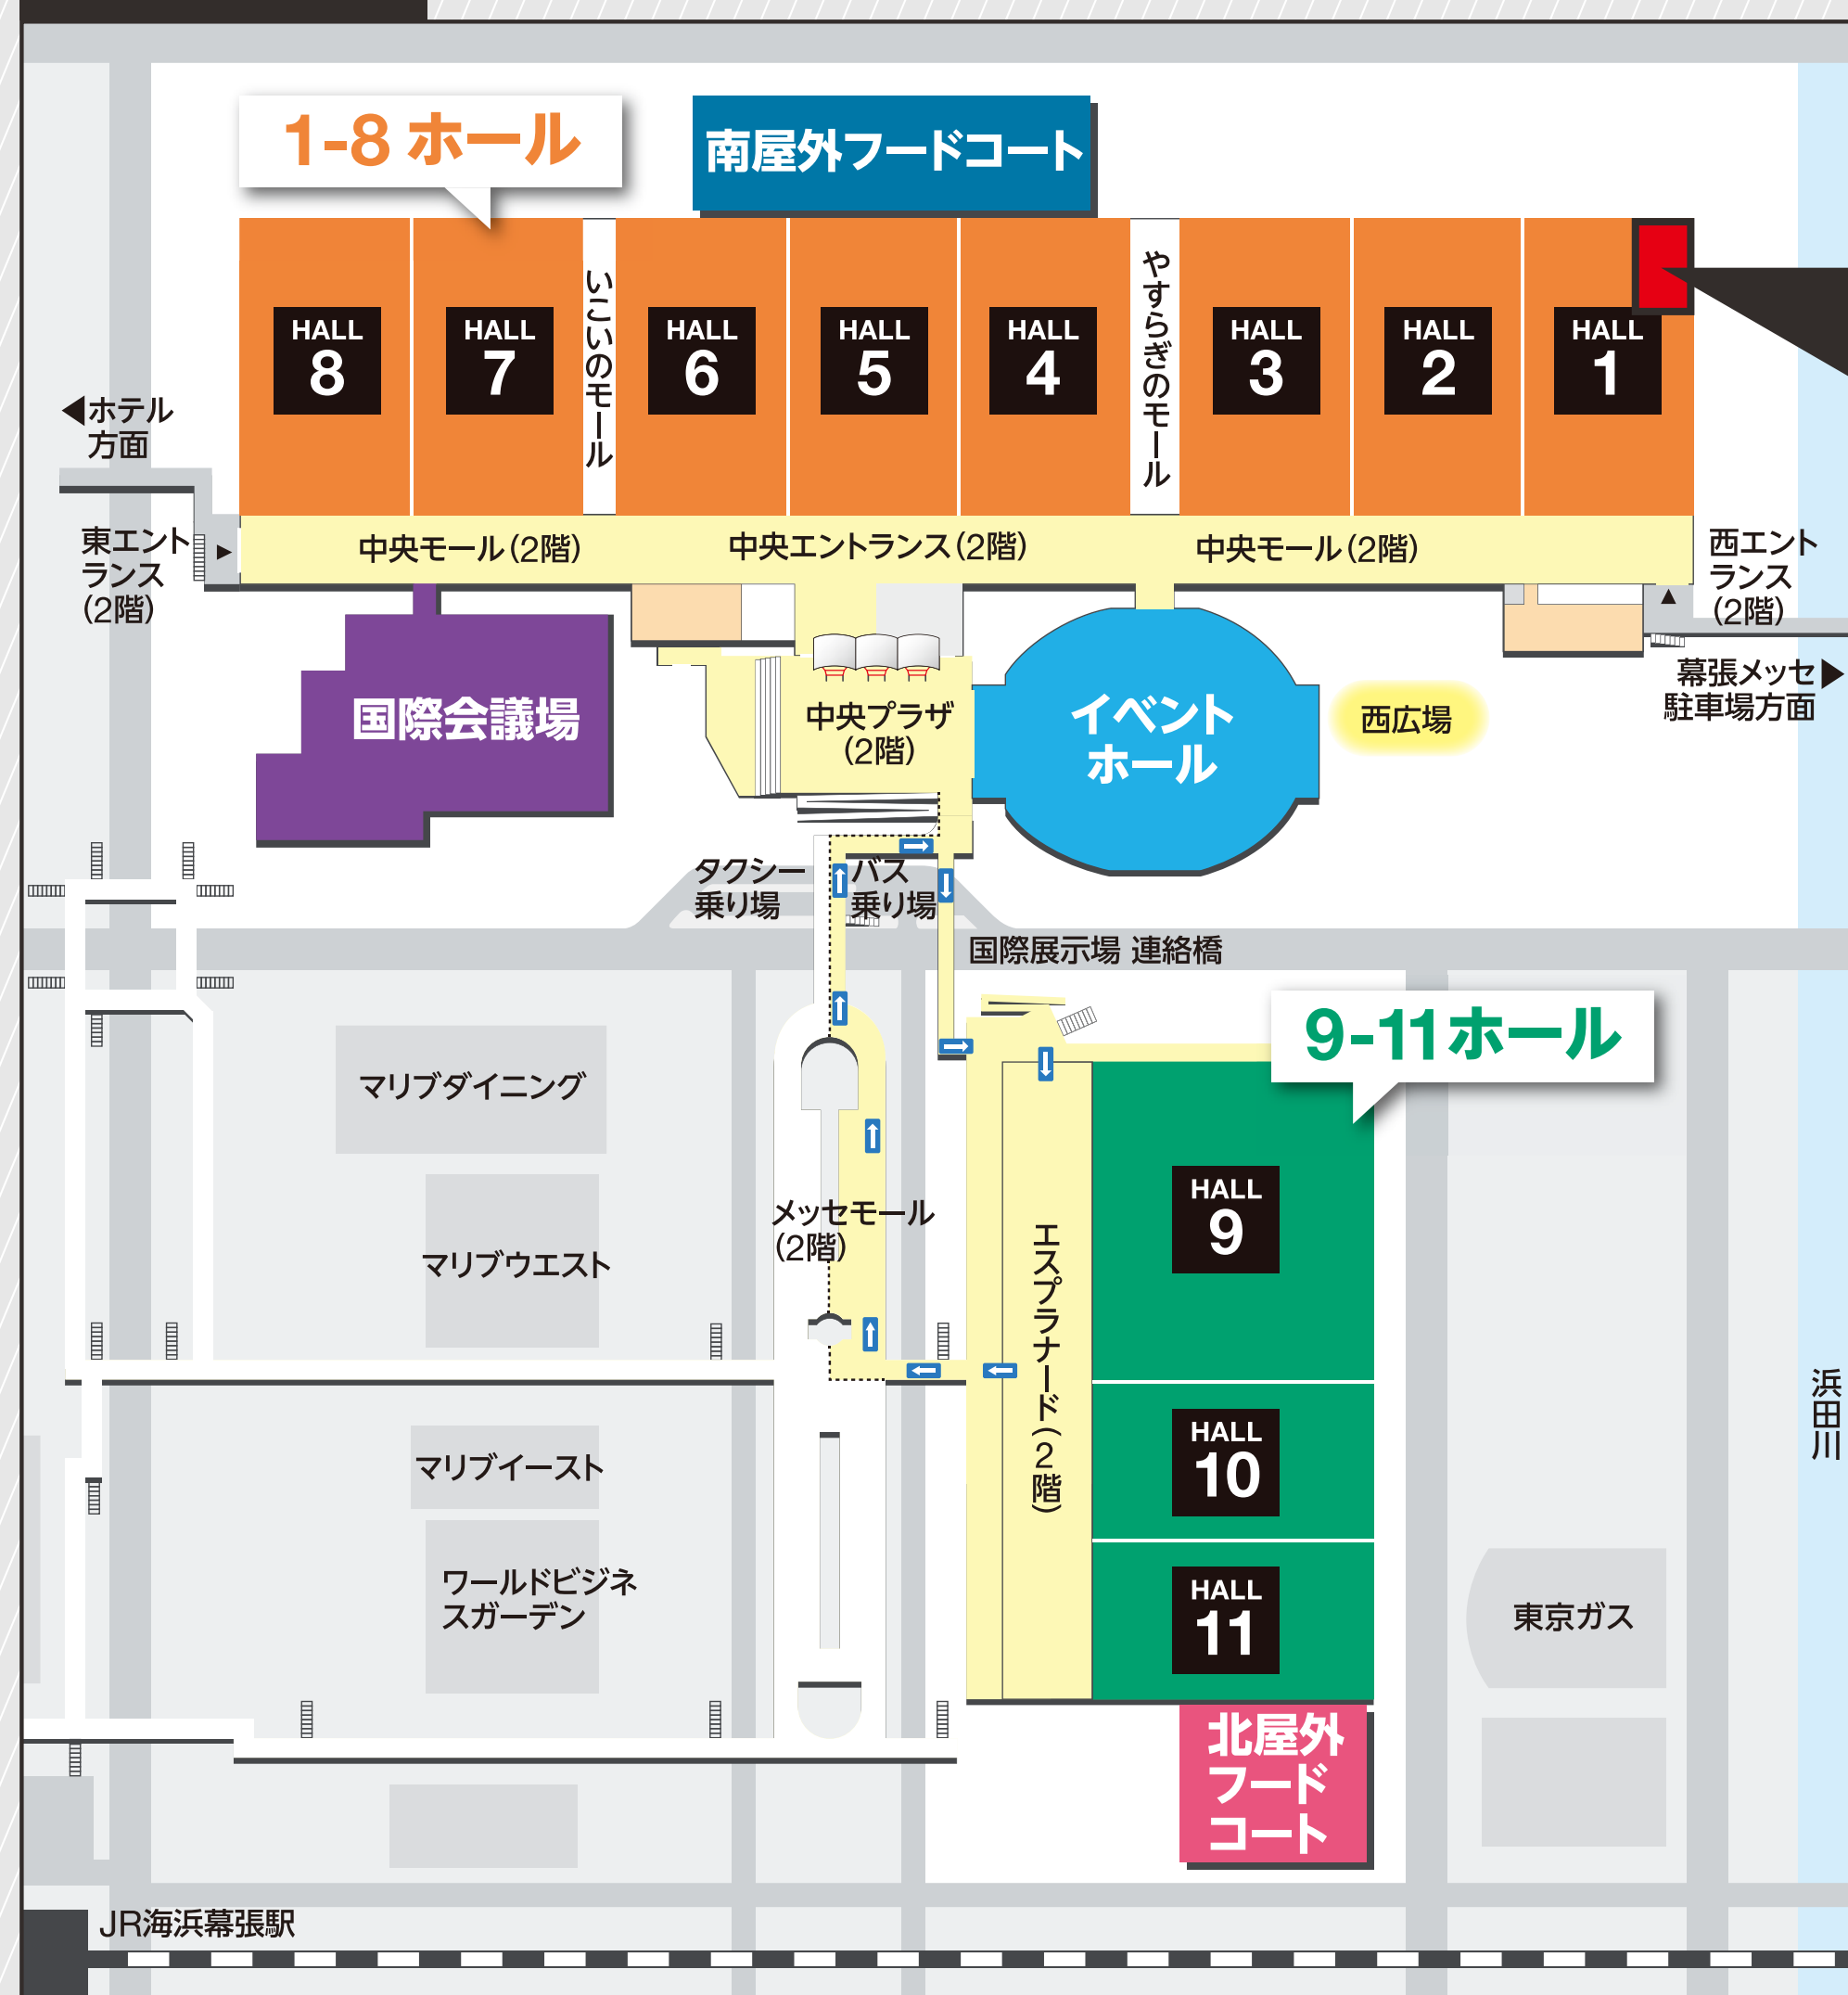 1-8 ホール
南屋外フードコート
HALL
8
HALL
7
いこいのモール
HALL
6
HALL
5
HALL
4
やすらぎのモール
HALL
3
HALL
2
HALL
1
ホテル
方面
東エント
ランス
(2階)
中央モール(2階)
中央エントランス(2階)
中央モール(2階)
西エント
ランス
(2階)
幕張メッセ
駐車場方面
国際会議場
中央プラザ
(2階)
イベント
ホール
西広場
タクシー
乗り場
バス
乗り場
国際展示場 連絡橋
9-11ホール
マリブダイニング
HALL
9
メッセモール
(2階)
マリブウエスト
エスプラナード(2階)
マリブイースト
HALL
10
浜田川
ワールドビジネ
スガーデン
HALL
11
東京ガス
北屋外
フード
コート
JR海浜幕張駅